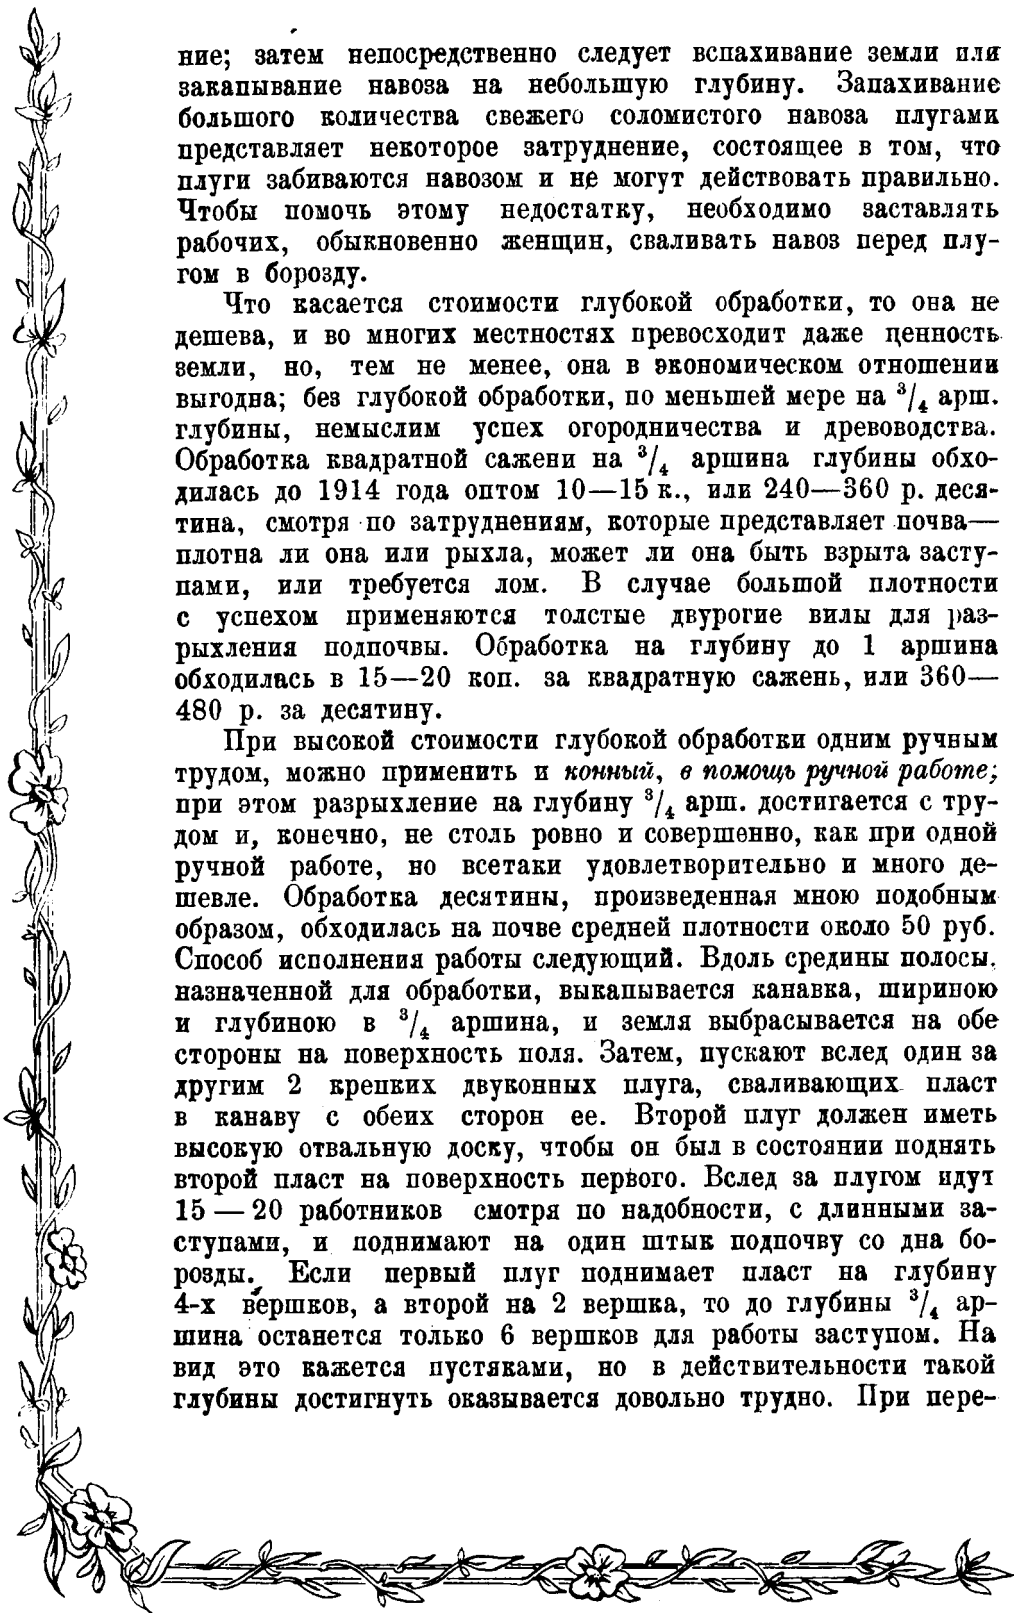 ние; затем непосредственно следует вспахивание земли или
закапывание навоза на небольшую глубину. Запахивание
большого количества свежего соломистого навоза плугами
представляет некоторое затруднение, состоящее в том, что
плуги забиваются навозом и не могут действовать правильно.
Чтобы помочь этому недостатку, необходимо заставлять
рабочих, обыкновенно женщин, сваливать навоз перед плу-
гом в борозду.
Что касается стоимости глубокой обработки, то она не
дешева, и во многих местностях превосходит даже ценность
земли, но, тем не менее, она в экономическом отношении
выгодна; без глубокой обработки, по меньшей мере на 3/4 арш.
глубины, немыслим успех огородничества и древоводства.
Обработка квадратной сажени на 3/4 аршина глубины обхо-
дилась до 1914 года оптом 10—15 к., или 240—360 р. деся-
тина, смотря по затруднениям, которые представляет почва—
плотна ли она или рыхла, может ли она быть взрыта засту-
пами, или требуется лом. В случае большой плотности
с успехом применяются толстые двурогие вилы для раз-
рыхления подпочвы. Обработка на глубину до 1 аршина
обходилась в 15—20 коп. за квадратную сажень, или 360—
480 р. за десятину.
При высокой стоимости глубокой обработки одним ручным
трудом, можно применить и конный, в помощь ручной работе;
при этом разрыхление на глубину 3/4 арш. достигается с тру-
дом и, конечно, не столь ровно и совершенно, как при одной
ручной работе, но всетаки удовлетворительно и много де-
шевле. Обработка десятины, произведенная мною подобным
образом, обходилась на почве средней плотности около 50 руб.
Способ исполнения работы следующий. Вдоль средины полосы,
назначенной для обработки, выкапывается канавка, шириною
и глубиною в 3/4 аршина, и земля выбрасывается на обе
стороны на поверхность поля. Затем, пускают вслед один за
другим 2 крепких двуконных плуга, сваливающих пласт
в канаву с обеих сторон ее. Второй плуг должен иметь
высокую отвальную доску, чтобы он был в состоянии поднять
второй пласт на поверхность первого. Вслед за плугом идут
15 — 20 работников смотря по надобности, с длинными за-
ступами, и поднимают на один штык подпочву со дна бо-
розды. Если первый плуг поднимает пласт на глубину
4-х вершков, а второй на 2 вершка, то до глубины 3/4 ар-
шина останется только 6 вершков для работы заступом. На
вид это кажется пустяками, но в действительности такой
глубины достигнуть оказывается довольно трудно. При пере-